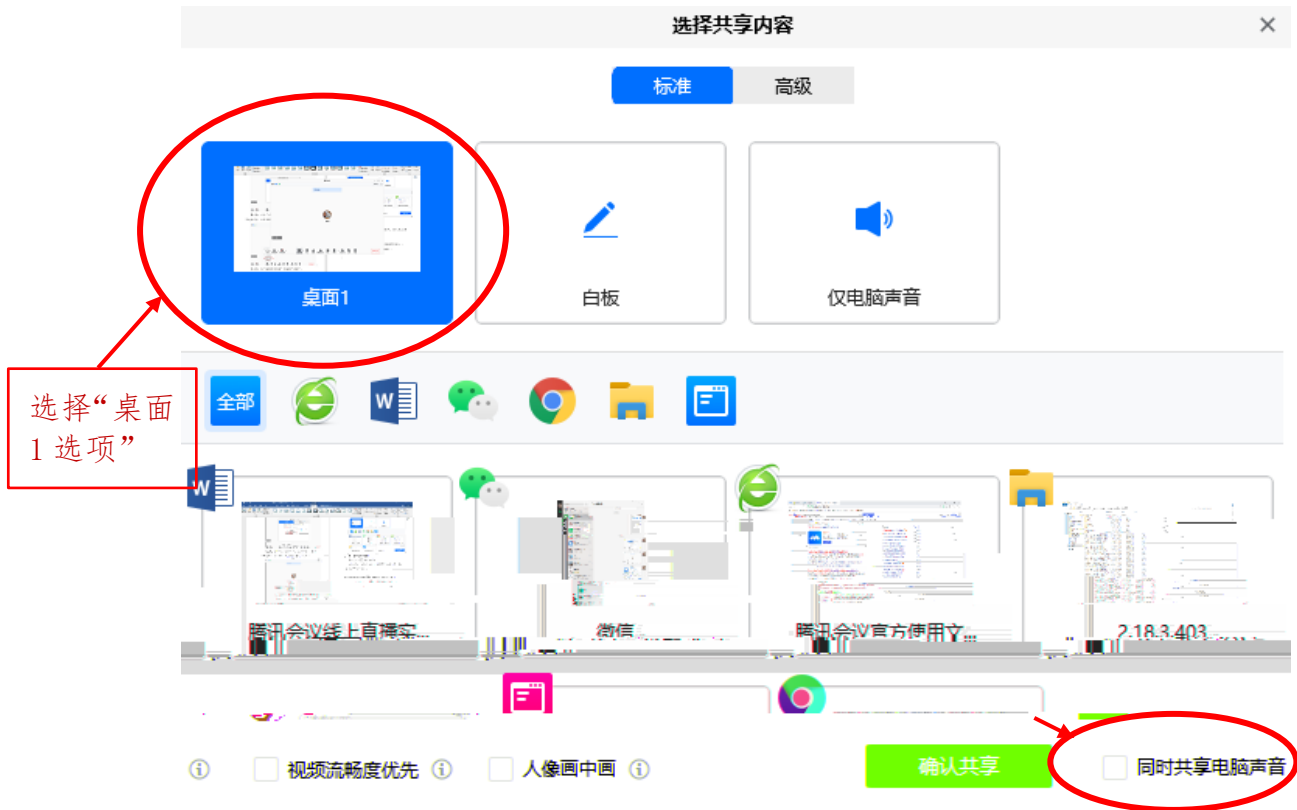 选择共享内容
标准
高级
桌面1
白板
仅电脑声音
选择“桌面
1 选项”
全部
W
W
腾讯会议线上直播实...
微信
腾讯会议官方使用文...
2.18.3.403
视频流畅度优先
人像画中画
确认共享
同时共享电脑声音